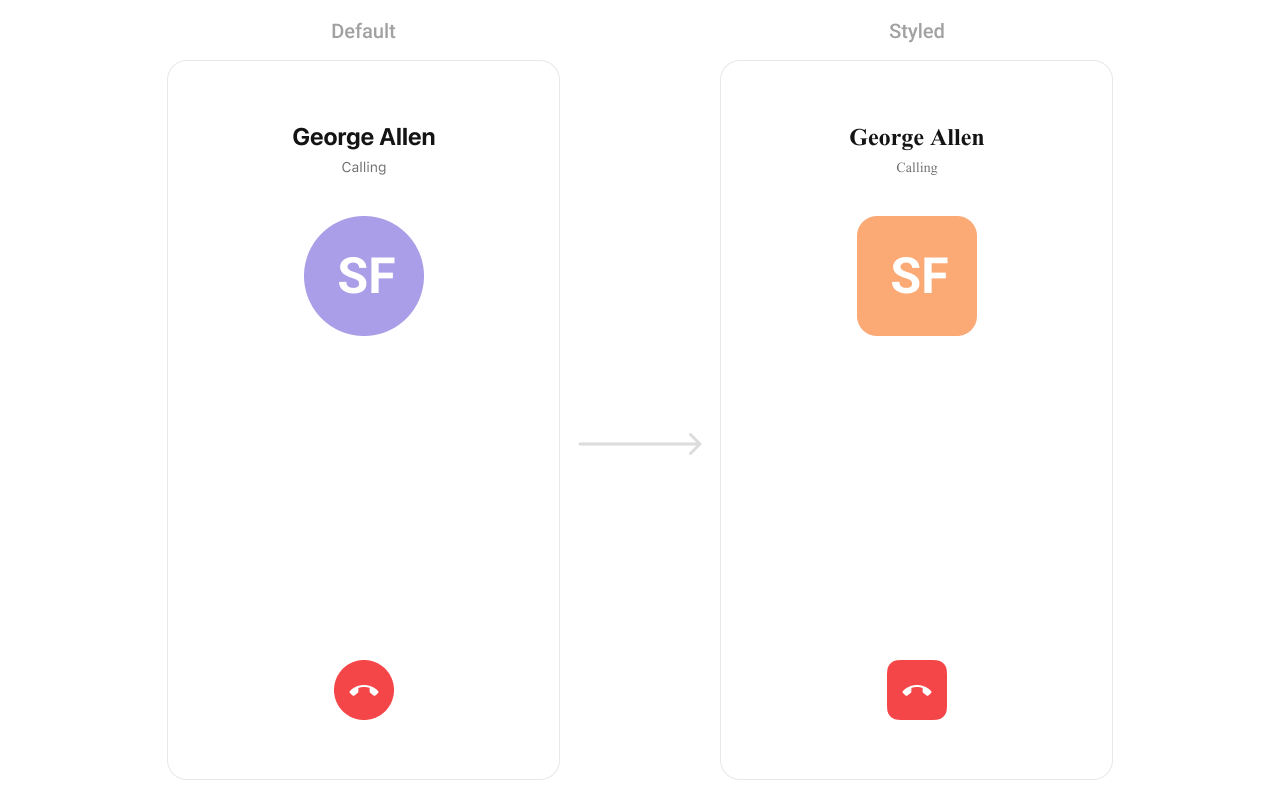 Default
George Allen
Calling
SF
Styled
George Allen
Calling
SF